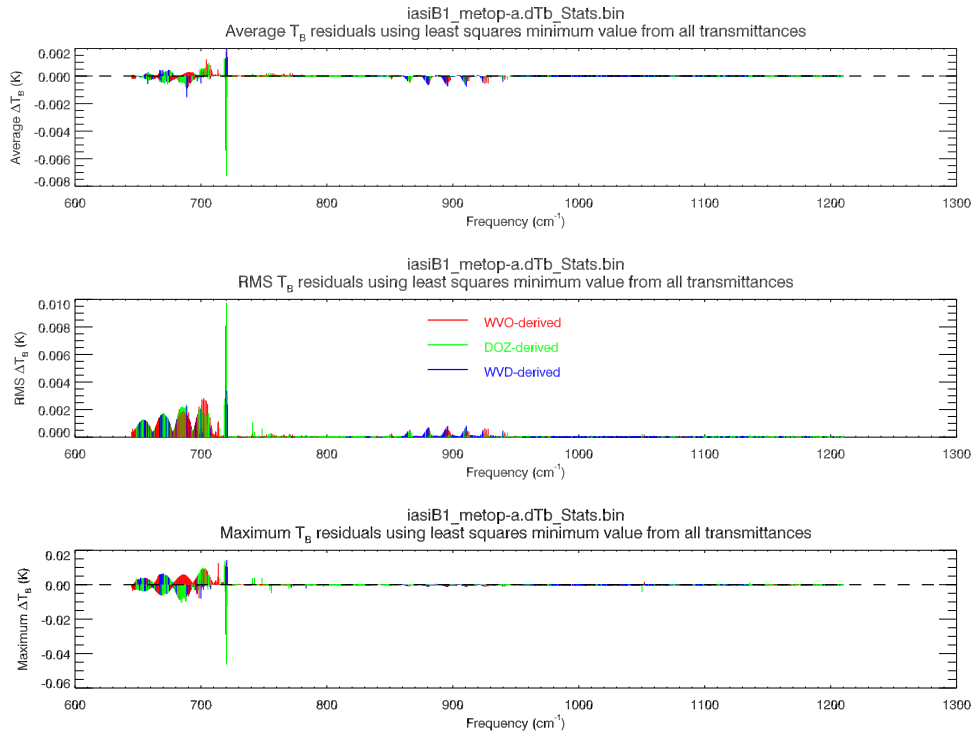 iasiB1_metop-a.dTb_Stats.bin
Average T_B residuals using least squares minimum value from all transmittances
Average ΔT_B (K)
0.002
0.000
-0.002
-0.004
-0.006
-0.008
600 700 800 900 1000 1100 1200 1300
Frequency (cm⁻¹)
iasiB1_metop-a.dTb_Stats.bin
RMS T_B residuals using least squares minimum value from all transmittances
RMS ΔT_B (K)
0.010
0.008
0.006
0.004
0.002
0.000
WVO-derived
DOZ-derived
WVD-derived
600 700 800 900 1000 1100 1200 1300
Frequency (cm⁻¹)
iasiB1_metop-a.dTb_Stats.bin
Maximum T_B residuals using least squares minimum value from all transmittances
Maximum ΔT_B (K)
0.02
0.00
-0.02
-0.04
-0.06
600 700 800 900 1000 1100 1200 1300
Frequency (cm⁻¹)